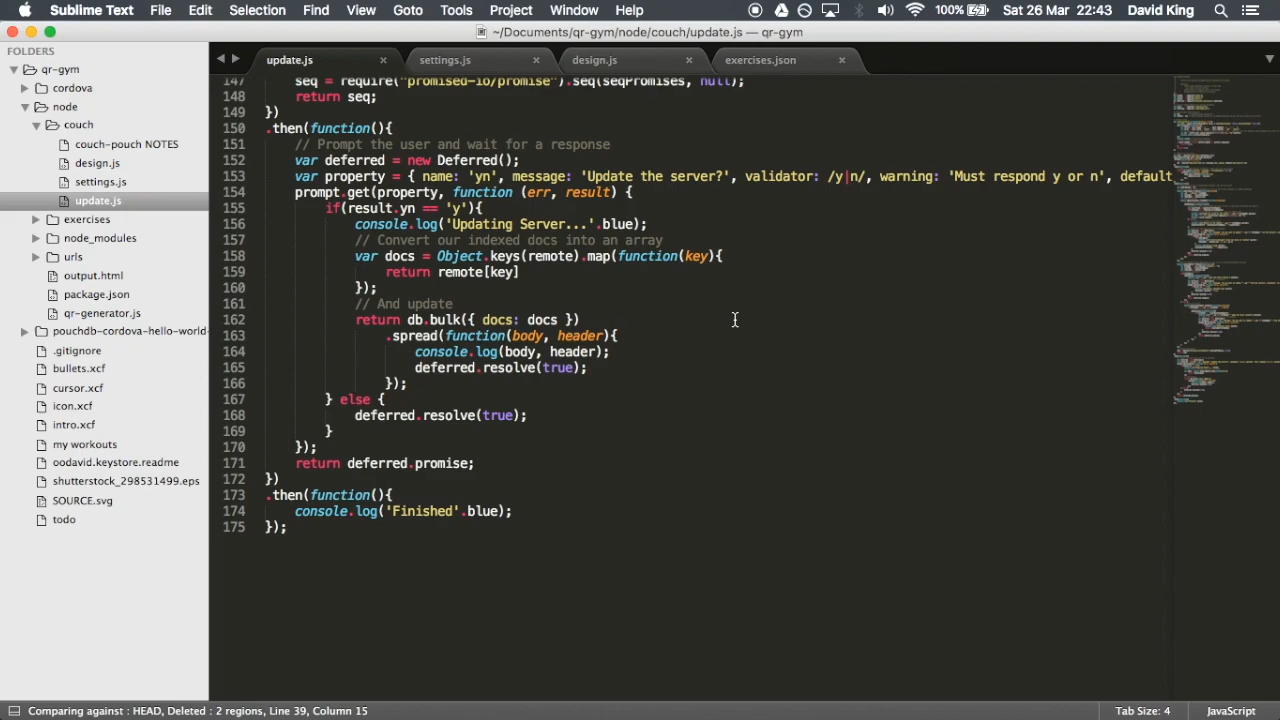 Sublime Text File Edit Selection Find View Goto Tools Project Window Help 100% Sat 26 Mar 22:43 David King
~/Documents/qr-gym/node/couch/update.js — qr-gym
FOLDERS
qr-gym
cordova
node
couch
couch-pouch NOTES
design.js
settings.js
update.js
exercises
node_modules
urls
output.html
package.json
qr-generator.js
pouchdb-cordova-hello-world-
.gitignore
bullets.xcf
cursor.xcf
icon.xcf
intro.xcf
my workouts
oodavid.keystore.readme
shutterstock_298531499.eps
SOURCE.svg
todo
update.js settings.js design.js exercises.json
147 seq = require("promised-io/promise").seq(seqPromises, null);
148 return seq;
149 })
150 .then(function(){
151 // Prompt the user and wait for a response
152 var deferred = new Deferred();
153 var property = { name: 'yn', message: 'Update the server?', validator: /y|n/, warning: 'Must respond y or n', default
154 prompt.get(property, function (err, result) {
155 if(result.yn == 'y'){
156 console.log('Updating Server...'.blue);
157 // Convert our indexed docs into an array
158 var docs = Object.keys(remote).map(function(key){
159 return remote[key]
160 });
161 // And update
162 return db.bulk({ docs: docs })
163 .spread(function(body, header){
164 console.log(body, header);
165 deferred.resolve(true);
166 });
167 } else {
168 deferred.resolve(true);
169 }
170 });
171 return deferred.promise;
172 })
173 .then(function(){
174 console.log('Finished'.blue);
175 });
Comparing against : HEAD, Deleted : 2 regions, Line 39, Column 15 Tab Size: 4 JavaScript